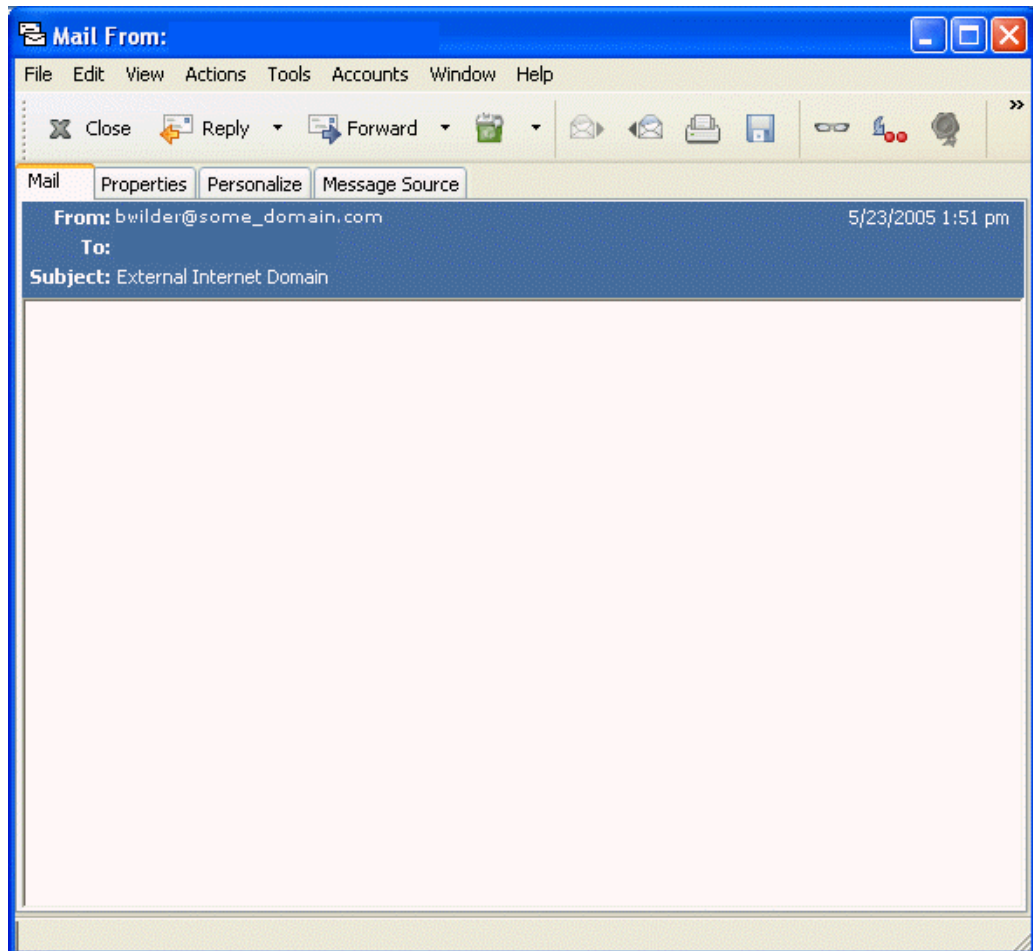 Mail From:
File Edit View Actions Tools Accounts Window Help
Close Reply Forward »
Mail Properties Personalize Message Source
From: bwilder@some_domain.com 5/23/2005 1:51 pm
To:
Subject: External Internet Domain